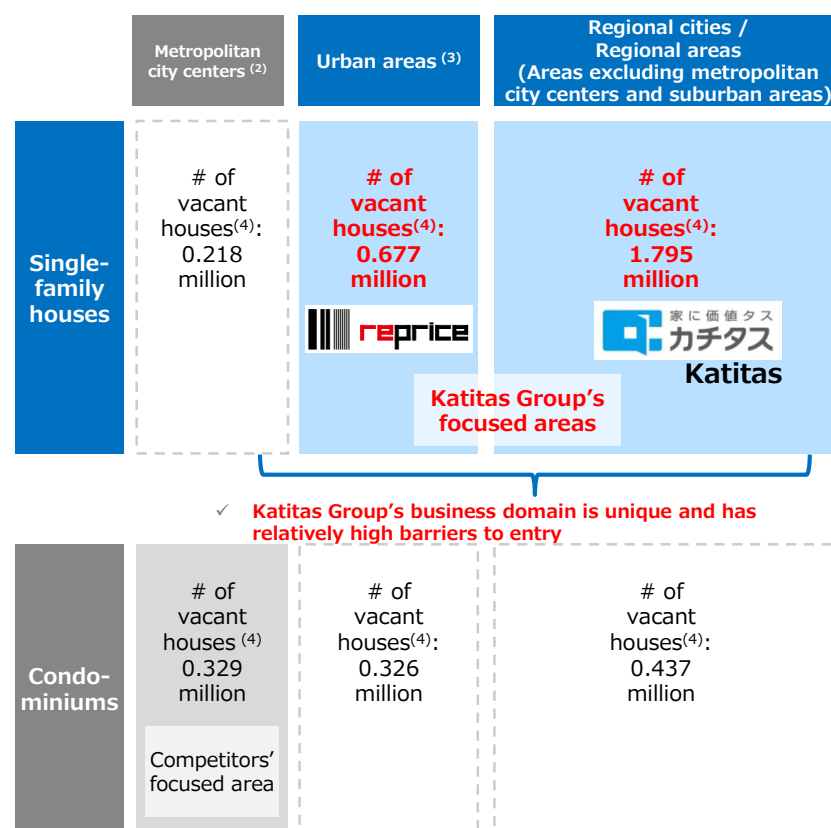 Metropolitan
city centers (2)
Urban areas (3)
Regional cities /
Regional areas
(Areas excluding metropolitan
city centers and suburban areas)
Single-
family
houses
# of
vacant
houses(4):
0.218
million
# of
vacant
houses(4):
0.677
million
reprice
# of
vacant
houses(4):
1.795
million
家に価値タス
カチタス
Katitas
Katitas Group's
focused areas
✓ Katitas Group's business domain is unique and has
relatively high barriers to entry
Condo-
miniums
# of
vacant
houses (4)
0.329
million
Competitors'
focused area
# of
vacant
houses(4):
0.326
million
# of
vacant
houses(4):
0.437
million